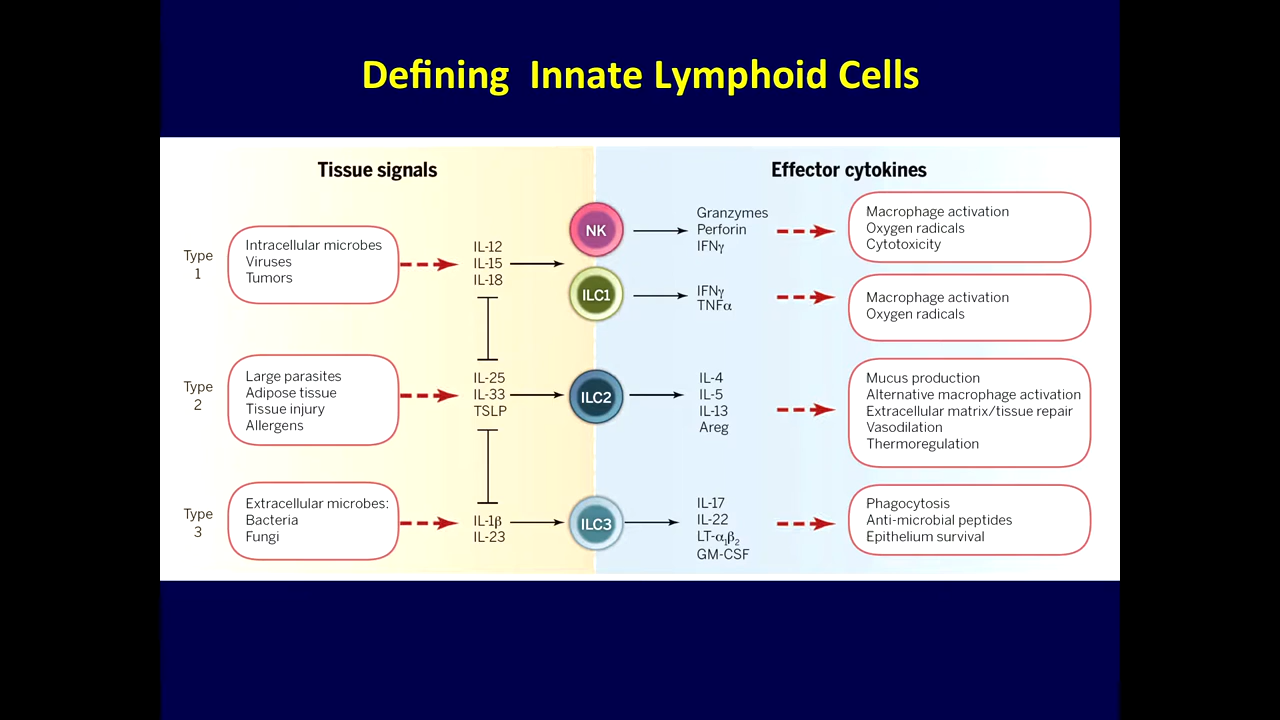 Defining  Innate Lymphoid Cells
Tissue signals
Effector cytokines
Type
1
Intracellular microbes
Viruses
Tumors
IL-12
IL-15
IL-18
NK
Granzymes
Perforin
IFNγ
Macrophage activation
Oxygen radicals
Cytotoxicity
ILC1
IFNγ
TNFα
Macrophage activation
Oxygen radicals
Type
2
Large parasites
Adipose tissue
Tissue injury
Allergens
IL-25
IL-33
TSLP
ILC2
IL-4
IL-5
IL-13
Areg
Mucus production
Alternative macrophage activation
Extracellular matrix/tissue repair
Vasodilation
Thermoregulation
Type
3
Extracellular microbes:
Bacteria
Fungi
IL-1β
IL-23
ILC3
IL-17
IL-22
LT-α₁β₂
GM-CSF
Phagocytosis
Anti-microbial peptides
Epithelium survival